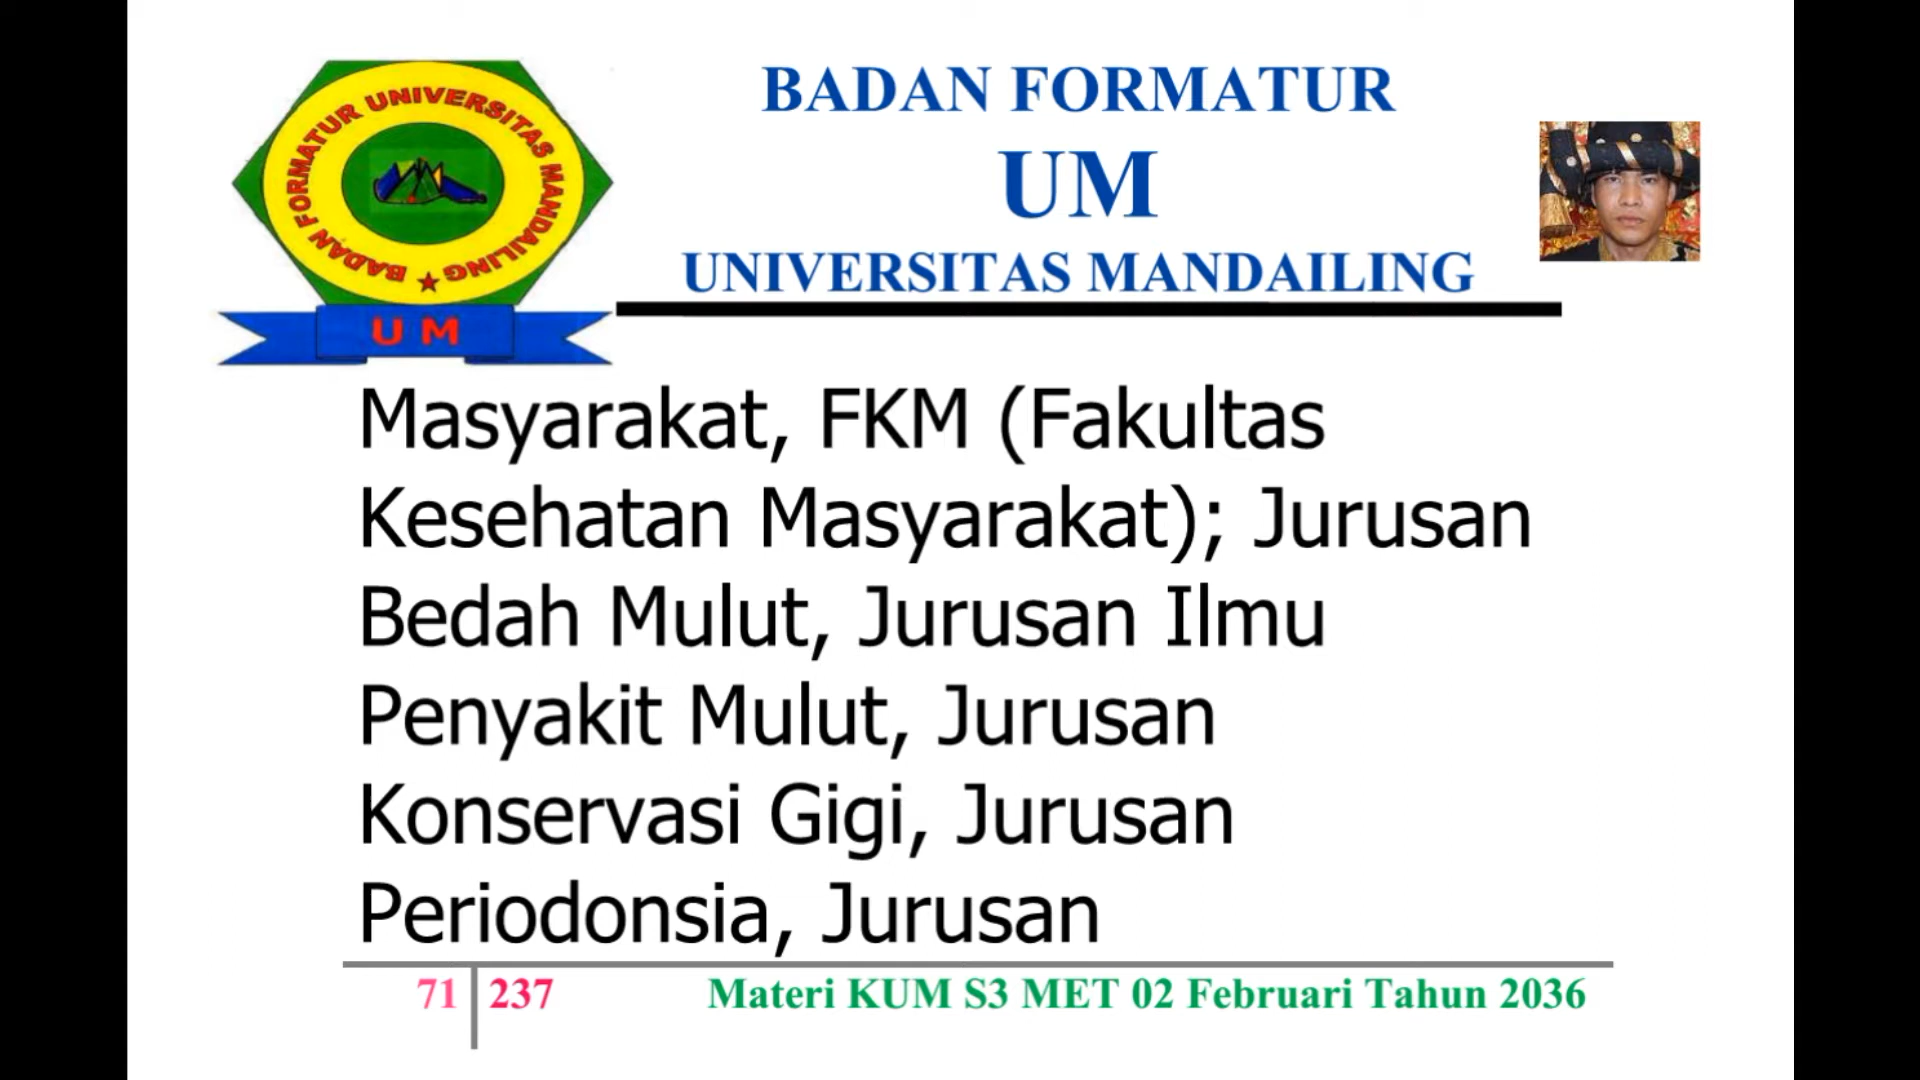 BADAN FORMATUR UNIVERSITAS MANDAILING
U M
BADAN FORMATUR
UM
UNIVERSITAS MANDAILING
Masyarakat, FKM (Fakultas
Kesehatan Masyarakat); Jurusan
Bedah Mulut, Jurusan Ilmu
Penyakit Mulut, Jurusan
Konservasi Gigi, Jurusan
Periodonsia, Jurusan
71 237 Materi KUM S3 MET 02 Februari Tahun 2036